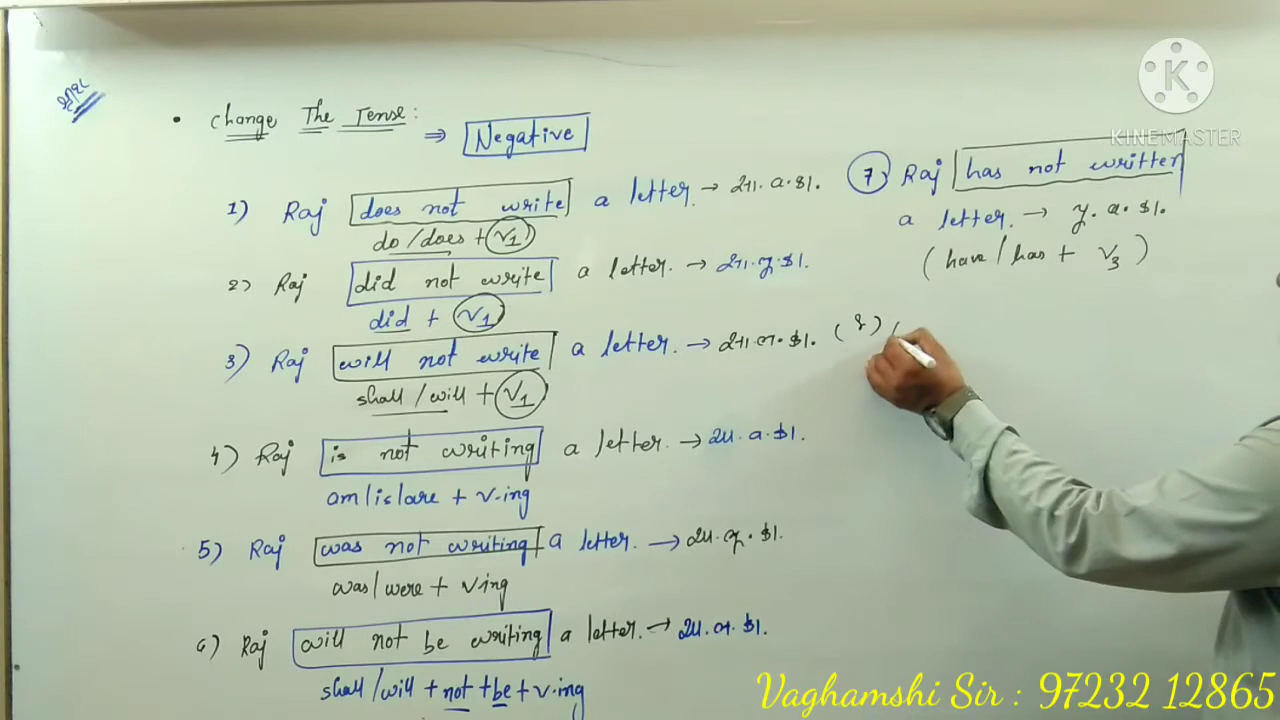 • Change The Tense :
⇒ Negative
1) Raj does not write a letter. → સા. વ. કા.
do/does + V1
2) Raj did not write a letter. → સા. ભૂ. કા.
did + V1
3) Raj will not write a letter. → સા. ભ. કા.
shall/will + V1
4) Raj is not writing a letter. → ચા. વ. કા.
am/is/are + V-ing
5) Raj was not writing a letter. → ચા. ભૂ. કા.
was/were + Ving
6) Raj will not be writing a letter. → ચા. ભ. કા.
shall/will + not + be + V-ing
7) Raj has not written
a letter. → પૂ. વ. કા.
(have/has + V3)
KINEMASTER
Vaghamshi Sir : 97232 12865